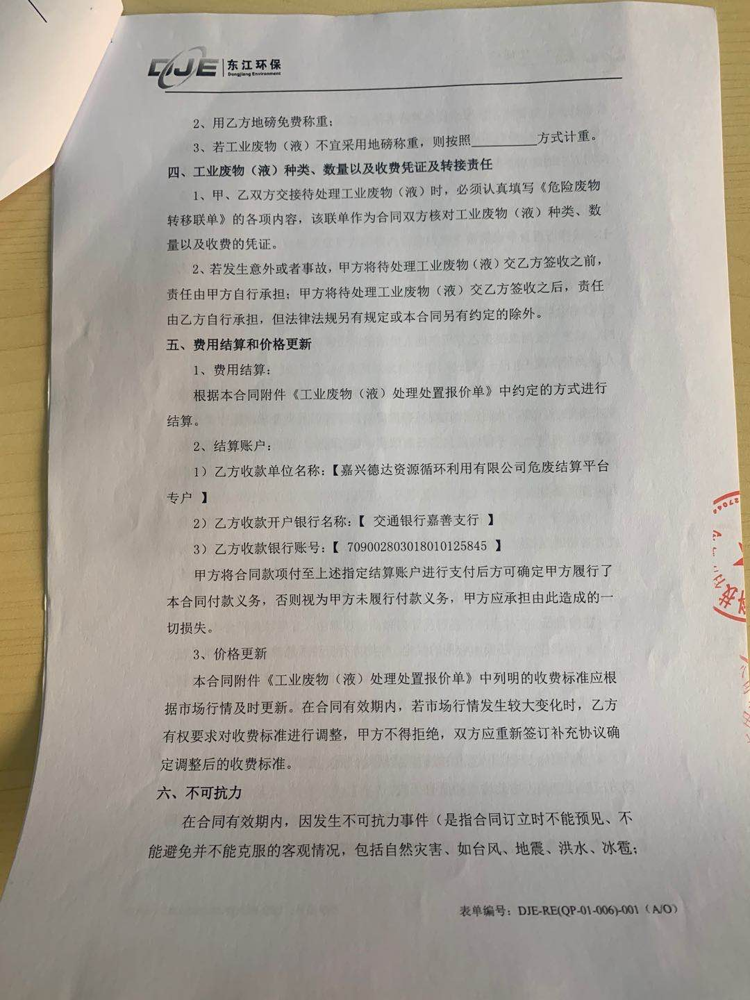 DJE 东江环保
Dongjiang Environment
2、用乙方地磅免费称重；
3、若工业废物（液）不宜采用地磅称重，则按照__________方式计重。
四、工业废物（液）种类、数量以及收费凭证及转接责任
1、甲、乙双方交接待处理工业废物（液）时，必须认真填写《危险废物
转移联单》的各项内容，该联单作为合同双方核对工业废物（液）种类、数
量以及收费的凭证。
2、若发生意外或者事故，甲方将待处理工业废物（液）交乙方签收之前，
责任由甲方自行承担；甲方将待处理工业废物（液）交乙方签收之后，责任
由乙方自行承担，但法律法规另有规定或本合同另有约定的除外。
五、费用结算和价格更新
1、费用结算：
根据本合同附件《工业废物（液）处理处置报价单》中约定的方式进行
结算。
2、结算账户：
1）乙方收款单位名称：【嘉兴德达资源循环利用有限公司危废结算平台
专户 】
2）乙方收款开户银行名称：【 交通银行嘉善支行 】
3）乙方收款银行账号：【 709002803018010125845 】
甲方将合同款项付至上述指定结算账户进行支付后方可确定甲方履行了
本合同付款义务，否则视为甲方未履行付款义务，甲方应承担由此造成的一
切损失。
3、价格更新
本合同附件《工业废物（液）处理处置报价单》中列明的收费标准应根
据市场行情及时更新。在合同有效期内，若市场行情发生较大变化时，乙方
有权要求对收费标准进行调整，甲方不得拒绝，双方应重新签订补充协议确
定调整后的收费标准。
六、不可抗力
在合同有效期内，因发生不可抗力事件（是指合同订立时不能预见、不
能避免并不能克服的客观情况，包括自然灾害、如台风、地震、洪水、冰雹；
表单编号：DJE-RE(QP-01-006)-001（A/O）